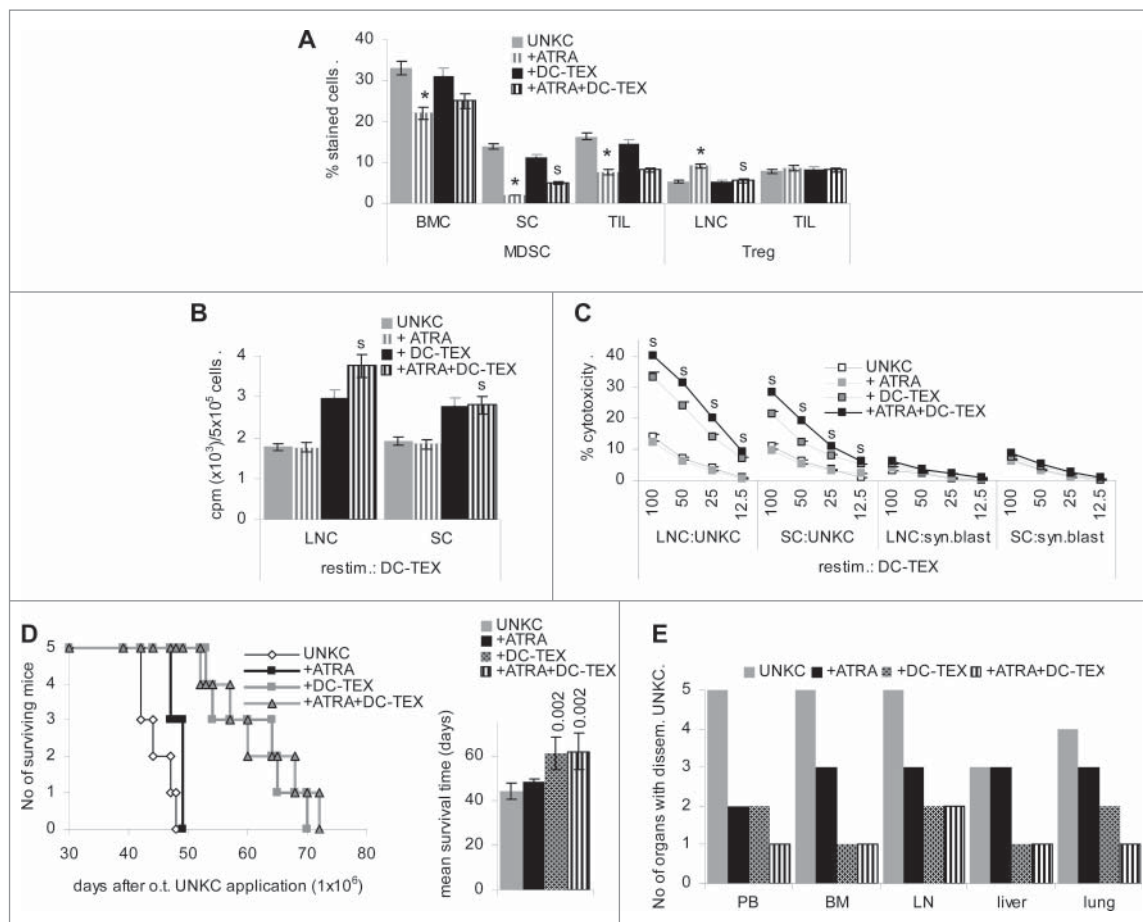 A
UNKC
+ATRA
+DC-TEX
+ATRA+DC-TEX
% stained cells .
40
30
20
10
0
*
*
s
*
*
s
BMC SC TIL LNC TIL
MDSC Treg
B
UNKC
+ ATRA
+ DC-TEX
+ATRA+DC-TEX
cpm (x10³)/5x10⁵ cells .
4
3
2
1
0
s
s
LNC SC
restim.: DC-TEX
C
UNKC
+ ATRA
+ DC-TEX
+ATRA+DC-TEX
% cytotoxicity .
40
30
20
10
0
s s s s s s s s
100 50 25 12.5 100 50 25 12.5 100 50 25 12.5 100 50 25 12.5
LNC:UNKC SC:UNKC LNC:syn.blast SC:syn.blast
restim.: DC-TEX
D
UNKC
+ATRA
+DC-TEX
+ATRA+DC-TEX
No of surviving mice
5
4
3
2
1
0
30 40 50 60 70 80
days after o.t. UNKC application (1x10⁶)
UNKC
+ATRA
+DC-TEX
+ATRA+DC-TEX
mean survival time (days)
60
40
20
0
0.002
0.002
E
UNKC +ATRA +DC-TEX +ATRA+DC-TEX
No of organs with dissem. UNKC.
5
4
3
2
1
0
PB BM LN liver lung